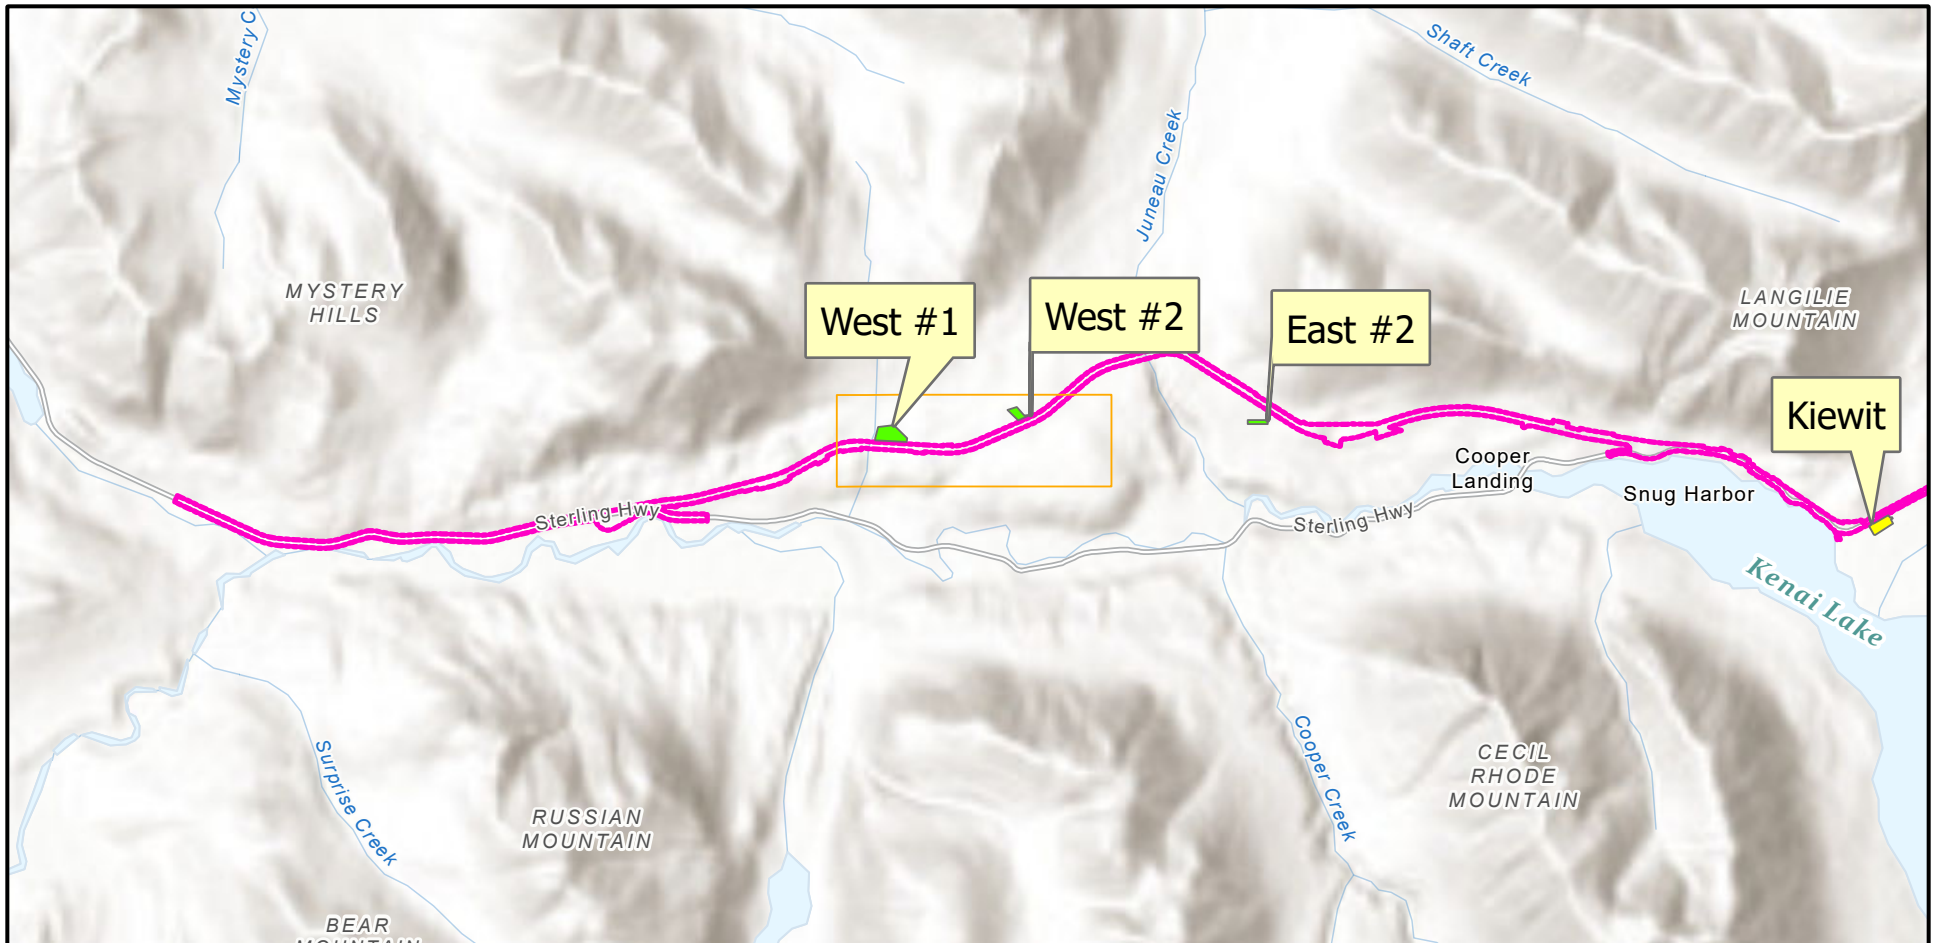 Mystery C
Shaft Creek
Juneau Creek
MYSTERY
HILLS
LANGILIE
MOUNTAIN
West #1
West #2
East #2
Kiewit
Cooper
Landing
Snug Harbor
Sterling Hwy
Sterling Hwy
Kenai Lake
Surprise Creek
Cooper Creek
CECIL
RHODE
MOUNTAIN
RUSSIAN
MOUNTAIN
BEAR
MOUNTAIN